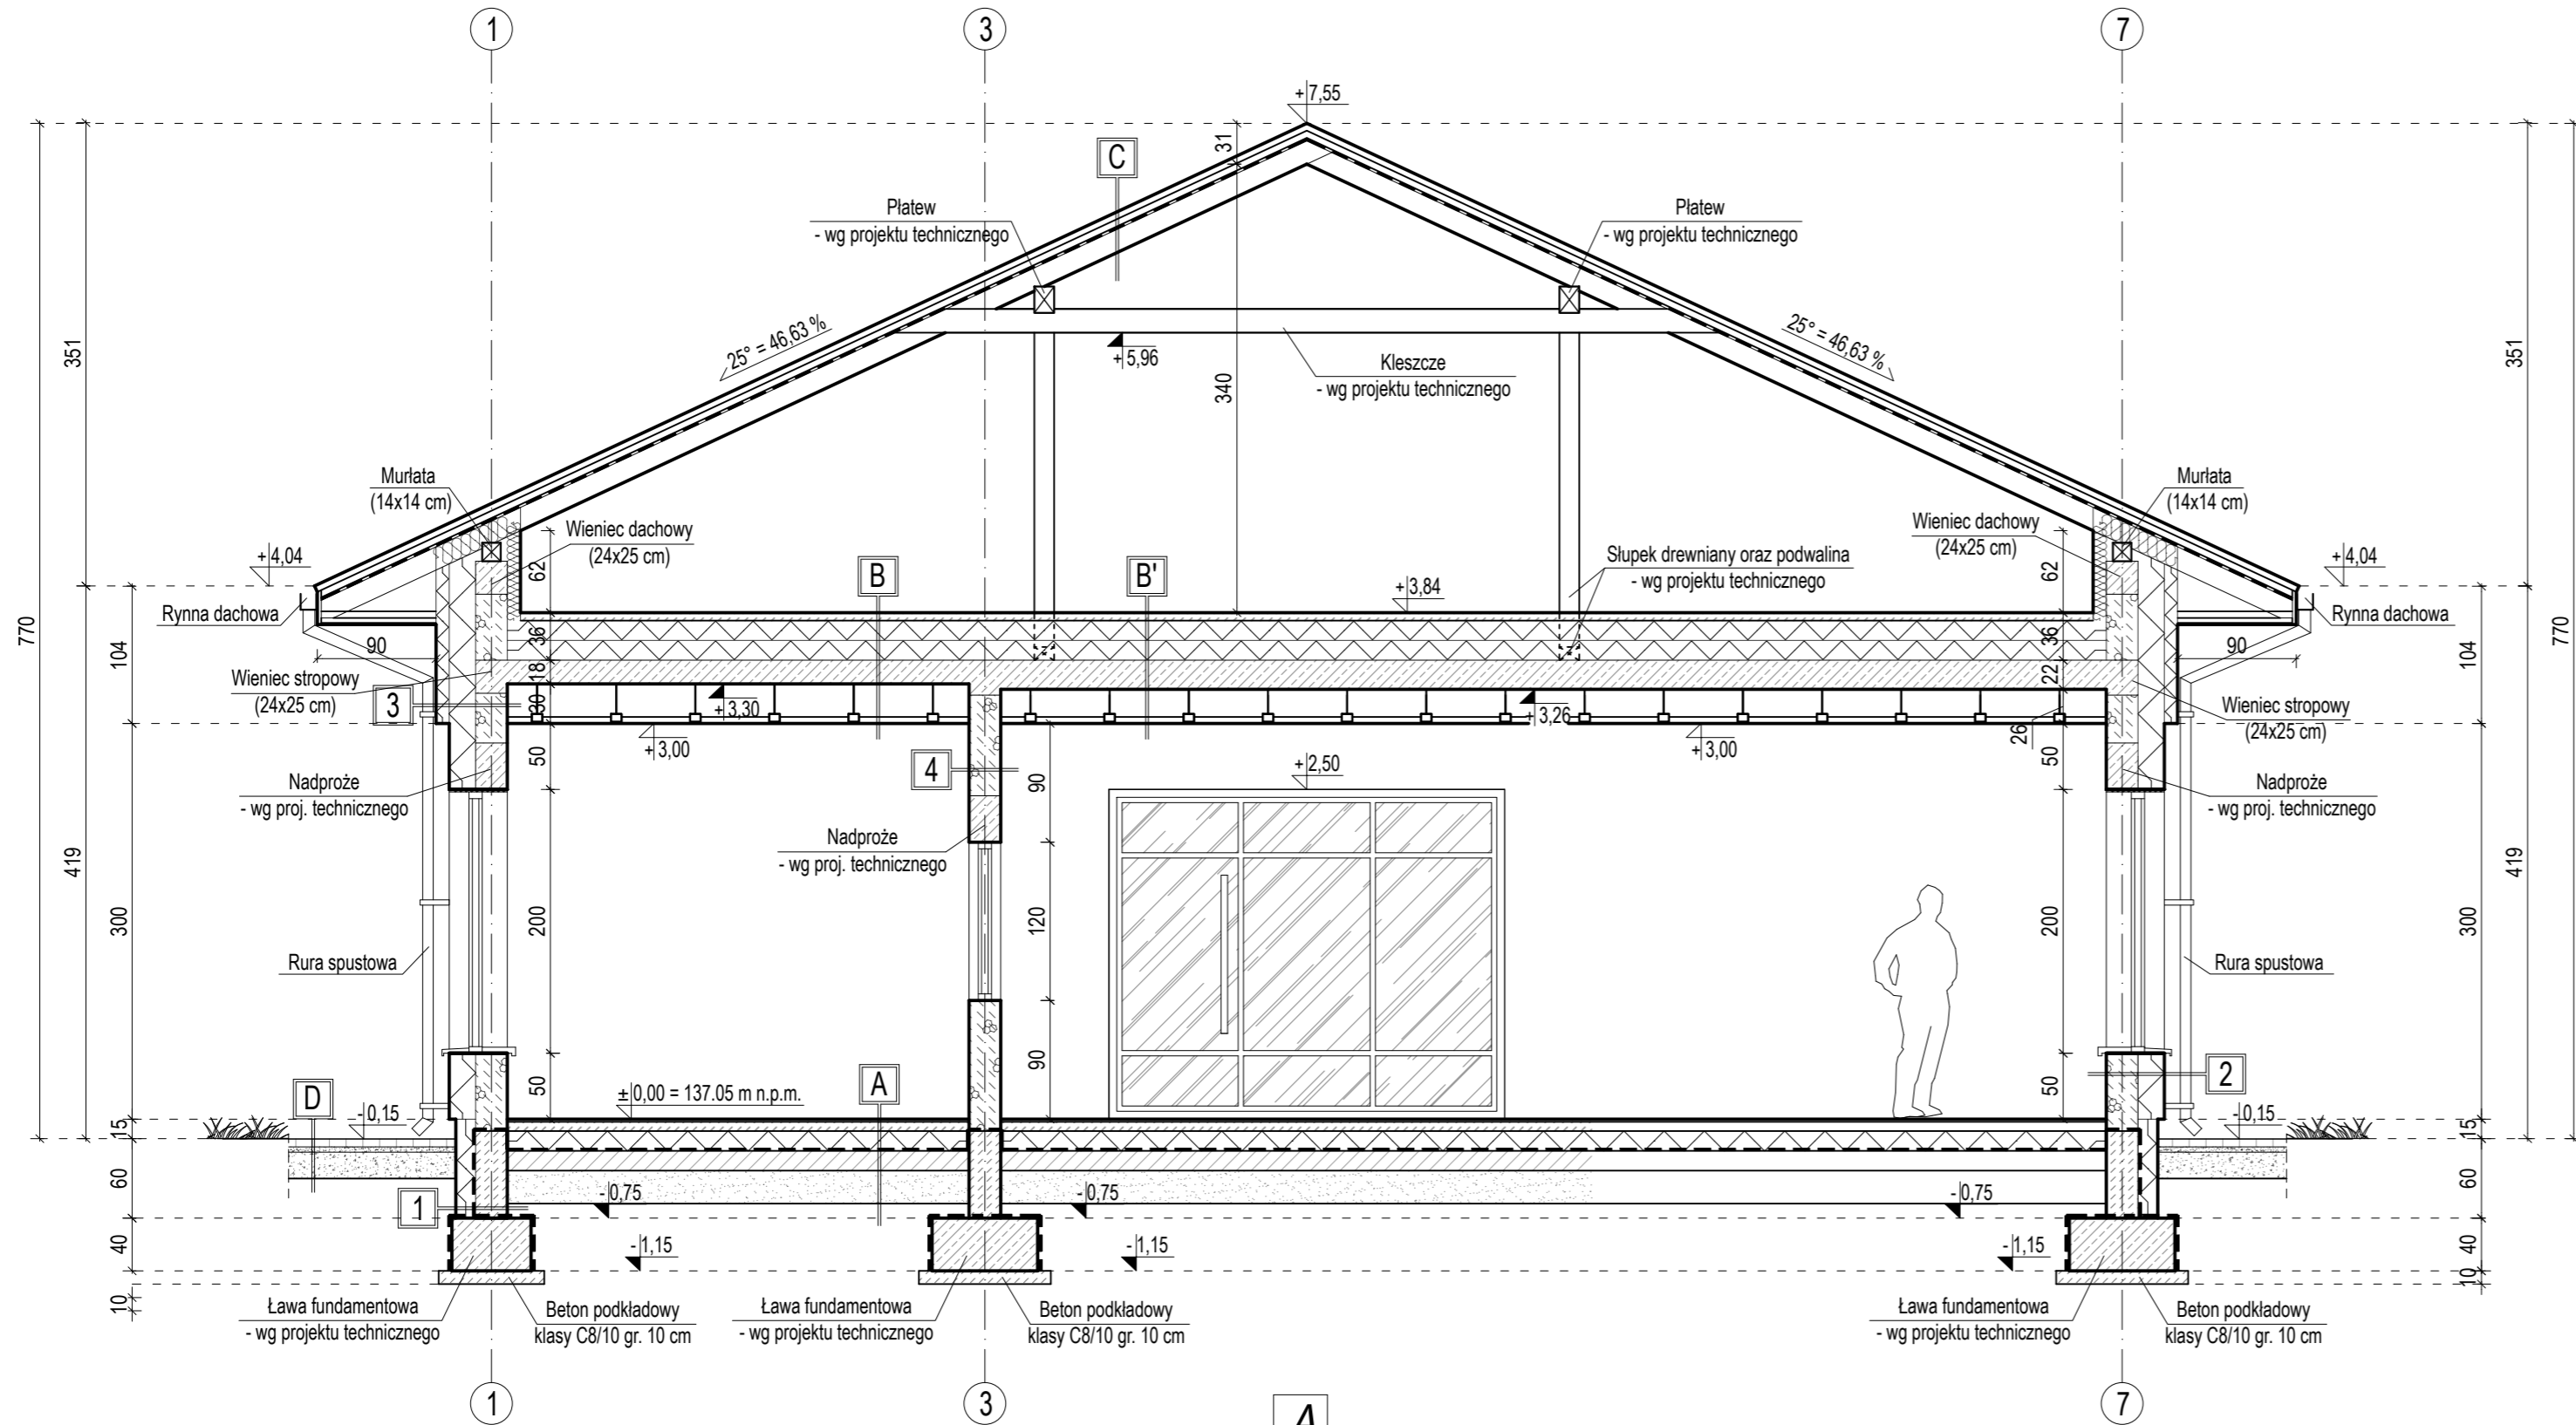 1
3
7
+7,55
31
C
Płatew
- wg projektu technicznego
Płatew
- wg projektu technicznego
25° = 46,63 %
25° = 46,63 %
+5,96
Kleszcze
- wg projektu technicznego
351
351
340
770
770
Murłata
(14x14 cm)
Wieniec dachowy
(24x25 cm)
Wieniec dachowy
(24x25 cm)
Murłata
(14x14 cm)
+4,04
+4,04
62
B
B'
Słupek drewniany oraz podwalina
- wg projektu technicznego
62
+3,84
Rynna dachowa
Rynna dachowa
104
90
36
18
30
36
22
26
90
104
Wieniec stropowy
(24x25 cm)
3
+3,30
+3,26
Wieniec stropowy
(24x25 cm)
+3,00
+3,00
50
4
90
+2,50
50
Nadproże
- wg proj. technicznego
Nadproże
- wg proj. technicznego
Nadproże
- wg proj. technicznego
419
419
300
200
120
200
300
Rura spustowa
Rura spustowa
50
90
50
2
D
A
±0,00 = 137.05 m n.p.m.
-0,15
-0,15
15
15
60
60
1
-0,75
-0,75
-0,75
40
-1,15
-1,15
-1,15
40
10
10
Ława fundamentowa
- wg projektu technicznego
Beton podkładowy
klasy C8/10 gr. 10 cm
Ława fundamentowa
- wg projektu technicznego
Beton podkładowy
klasy C8/10 gr. 10 cm
Ława fundamentowa
- wg projektu technicznego
Beton podkładowy
klasy C8/10 gr. 10 cm
1
3
A
7